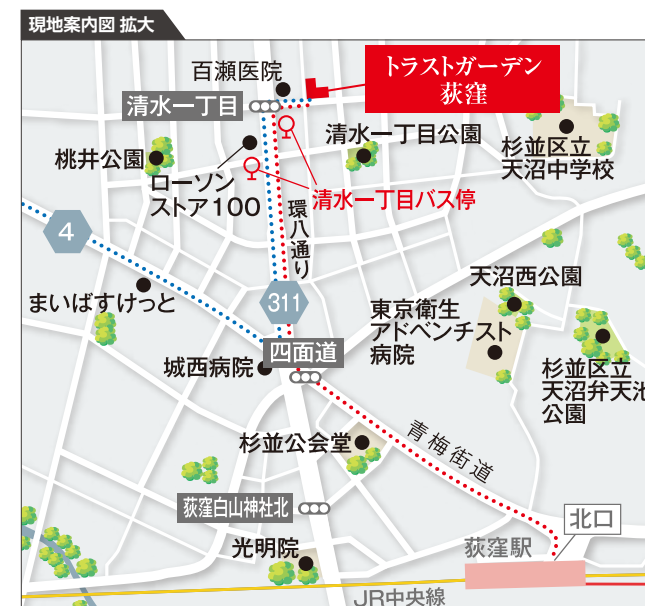 現地案内図 拡大
百瀬医院
トラストガーデン
荻窪
清水一丁目
清水一丁目公園
杉並区立
天沼中学校
桃井公園
ローソン
ストア100
清水一丁目バス停
環八通り
4
天沼西公園
まいばすけっと
311
東京衛生
アドベンチスト
病院
四面道
城西病院
杉並区立
天沼弁天池
公園
青梅街道
杉並公会堂
荻窪白山神社北
北口
光明院
荻窪駅
JR中央線